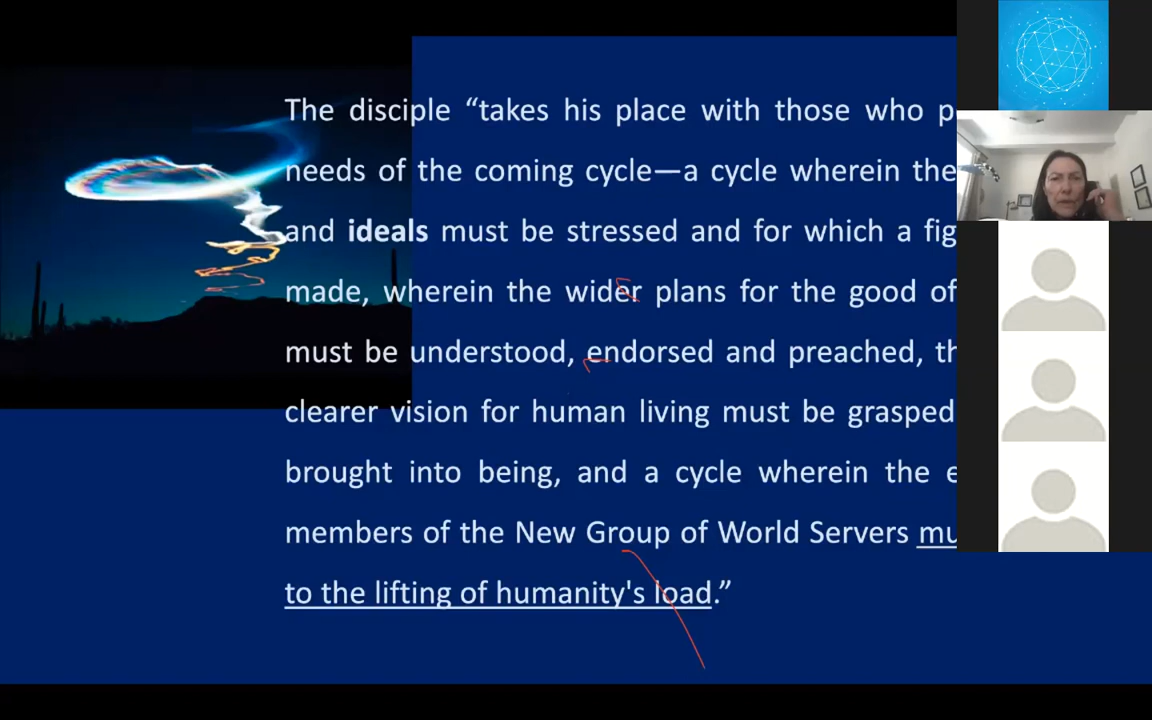 The disciple “takes his place with those who
needs of the coming cycle—a cycle wherein the
and ideals must be stressed and for which a
made, wherein the wider plans for the good of
must be understood, endorsed and preached,
clearer vision for human living must be grasped
brought into being, and a cycle wherein the
members of the New Group of World Servers
to the lifting of humanity's load.”